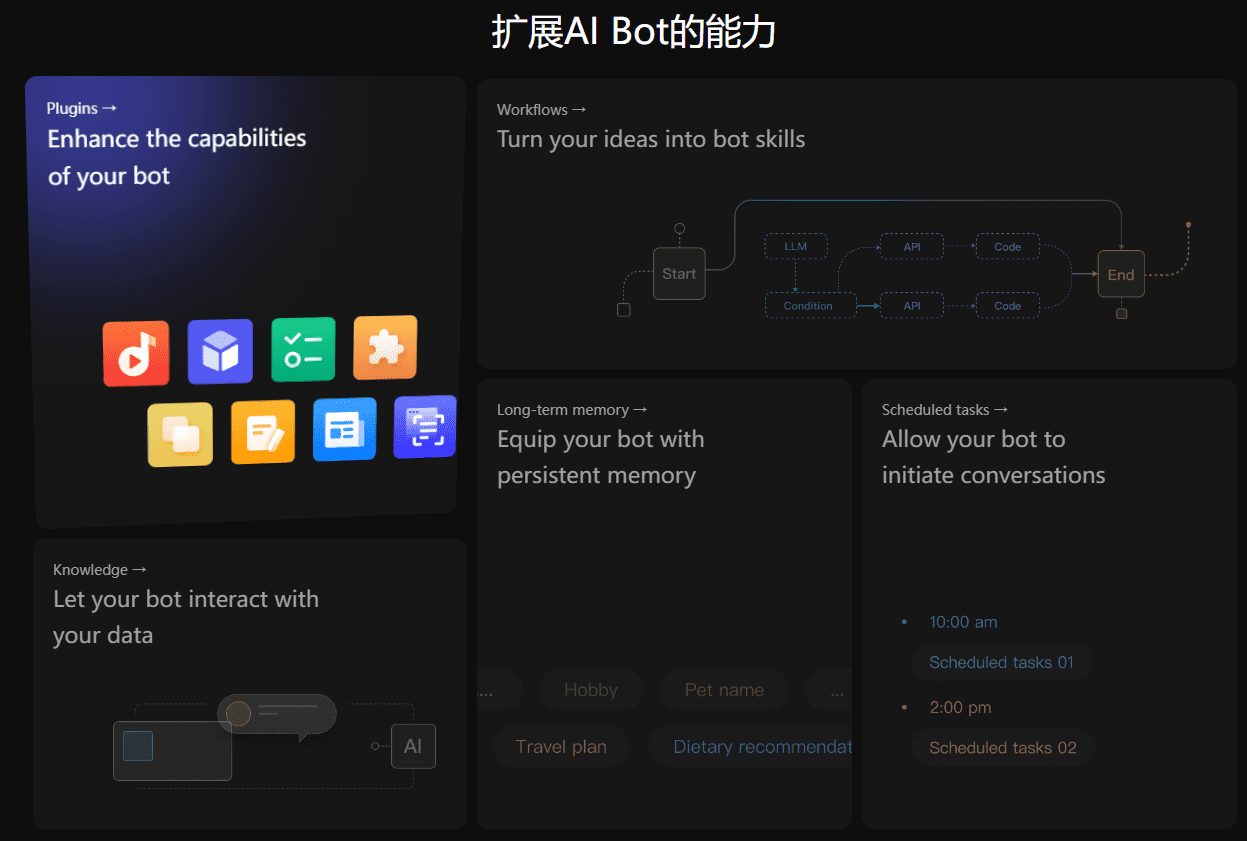 扩展AI Bot的能力
Plugins →
Enhance the capabilities
of your bot
Workflows →
Turn your ideas into bot skills
Start
LLM
API
Code
Condition
API
Code
End
Long-term memory →
Equip your bot with
persistent memory
....
Hobby
Pet name
...
Travel plan
Dietary recommendat
Scheduled tasks →
Allow your bot to
initiate conversations
• 10:00 am
Scheduled tasks 01
• 2:00 pm
Scheduled tasks 02
Knowledge →
Let your bot interact with
your data
AI